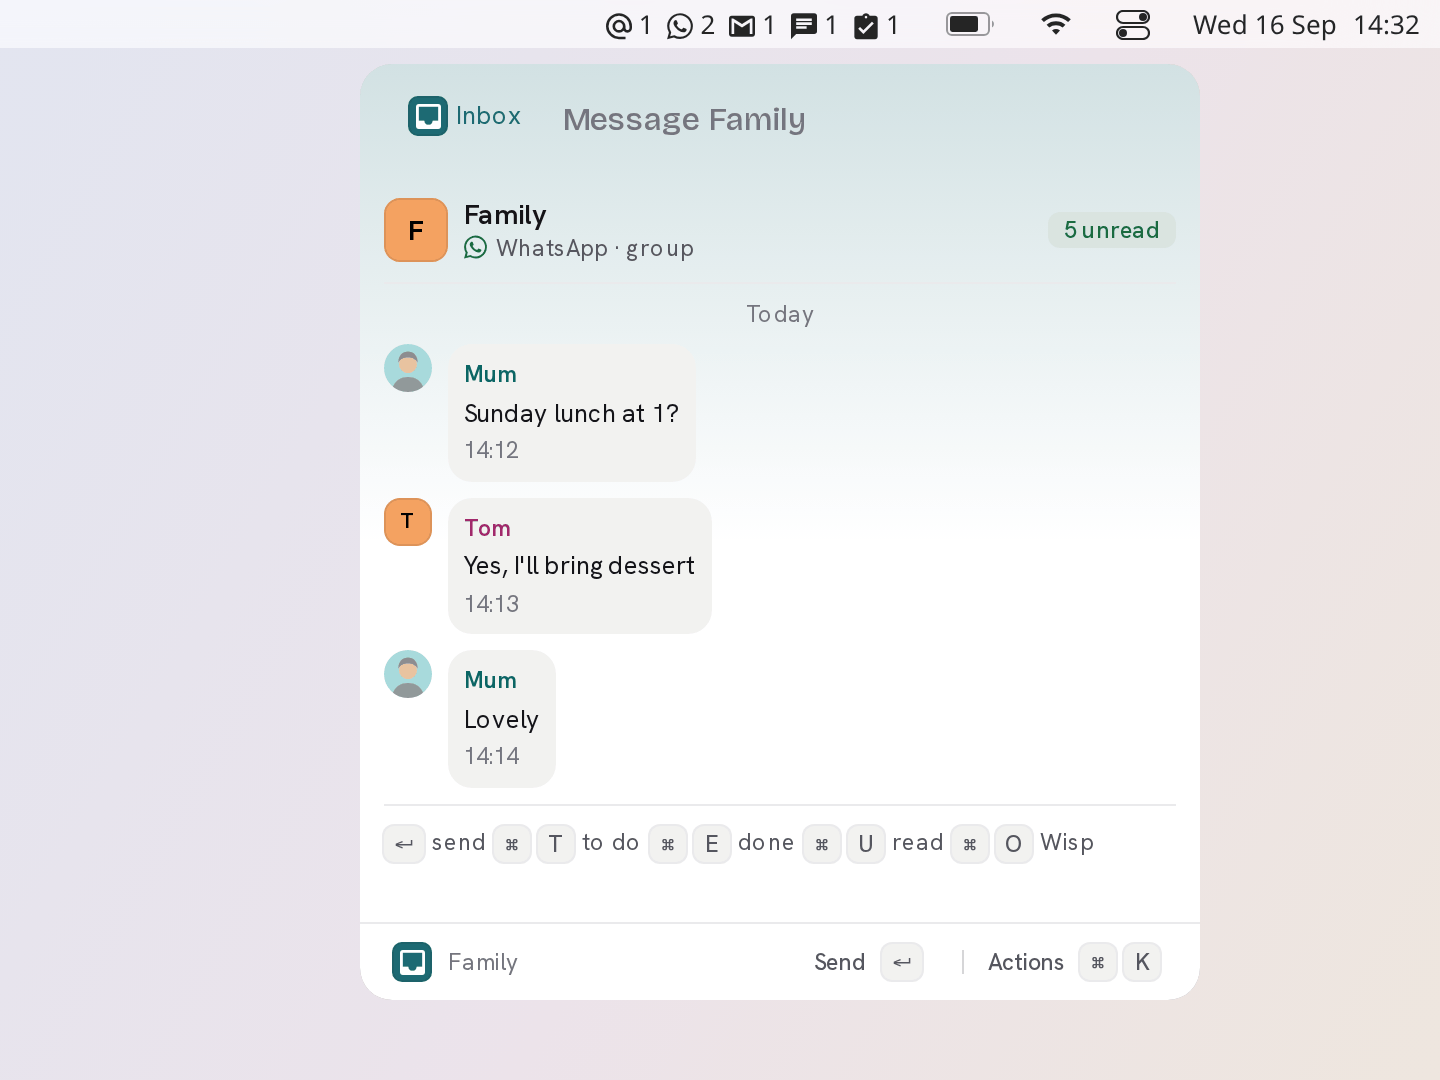 1 2 1 1 1 Wed 16 Sep 14:32
Inbox Message Family
F Family 5 unread
WhatsApp · group
Today
Mum
Sunday lunch at 1?
14:12
T Tom
Yes, I'll bring dessert
14:13
Mum
Lovely
14:14
↵ send ⌘ T to do ⌘ E done ⌘ U read ⌘ O Wisp
Family Send ↵ Actions ⌘ K